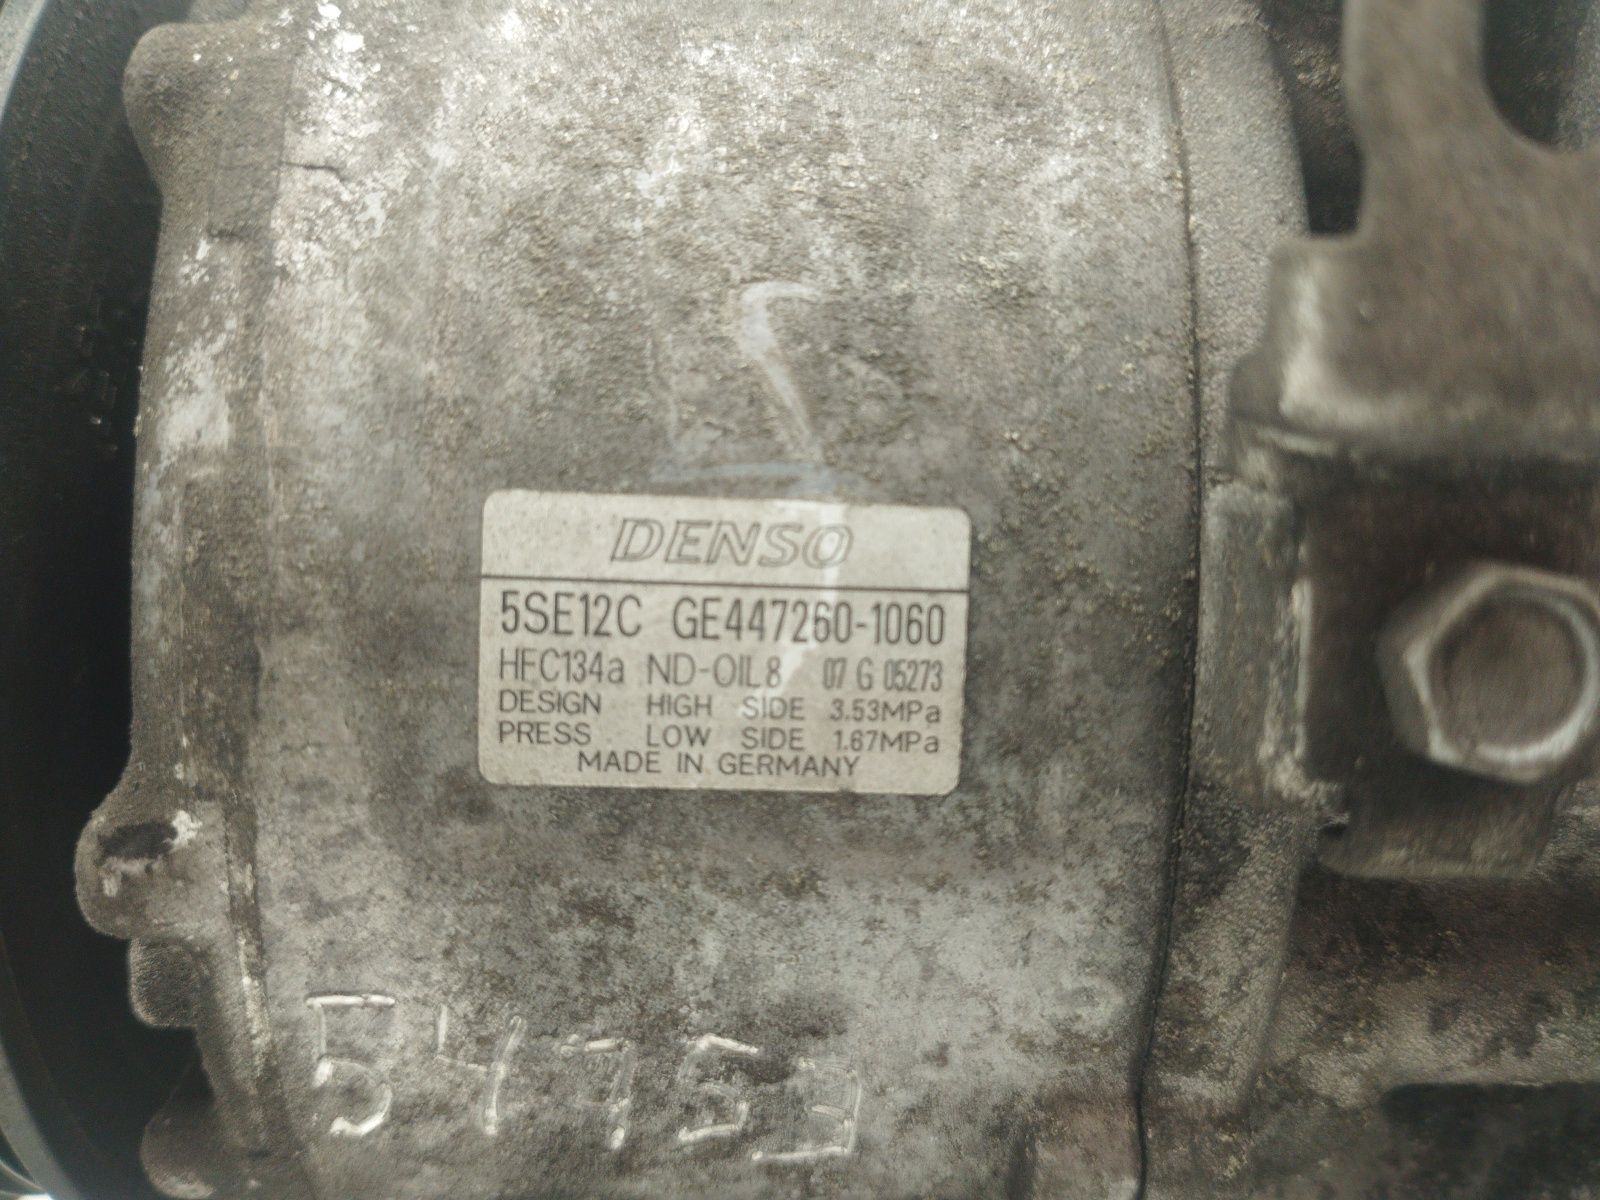 DENSO
5SE12C GE447260-1060
HFC134a ND-OIL8 07 G 05273
DESIGN HIGH SIDE 3.53MPa
PRESS LOW SIDE 1.67MPa
MADE IN GERMANY